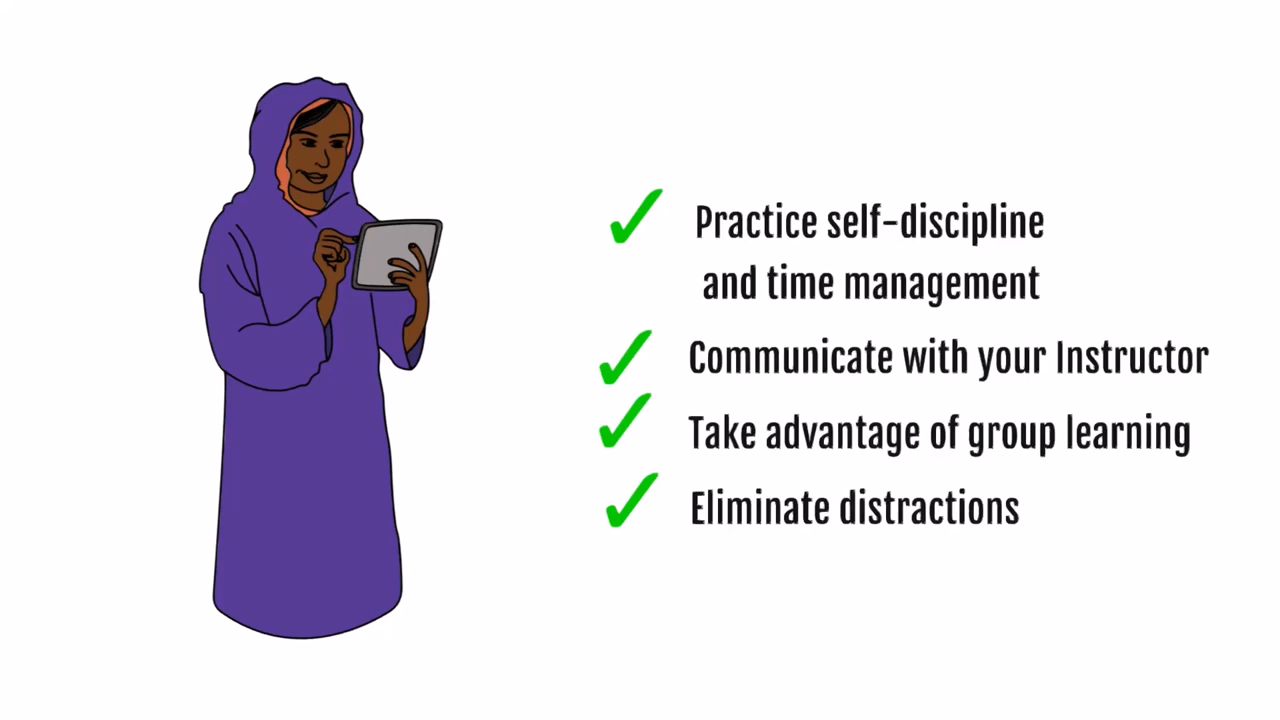 Practice self-discipline
and time management
Communicate with your Instructor
Take advantage of group learning
Eliminate distractions